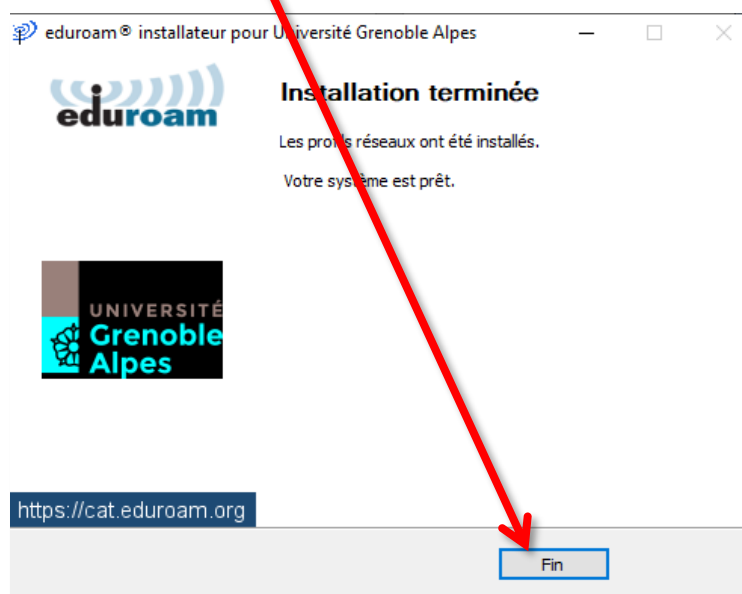 eduroam® installateur pour Université Grenoble Alpes
eduroam
Installation terminée
Les profils réseaux ont été installés.
Votre système est prêt.
UNIVERSITÉ
Grenoble
Alpes
https://cat.eduroam.org
Fin